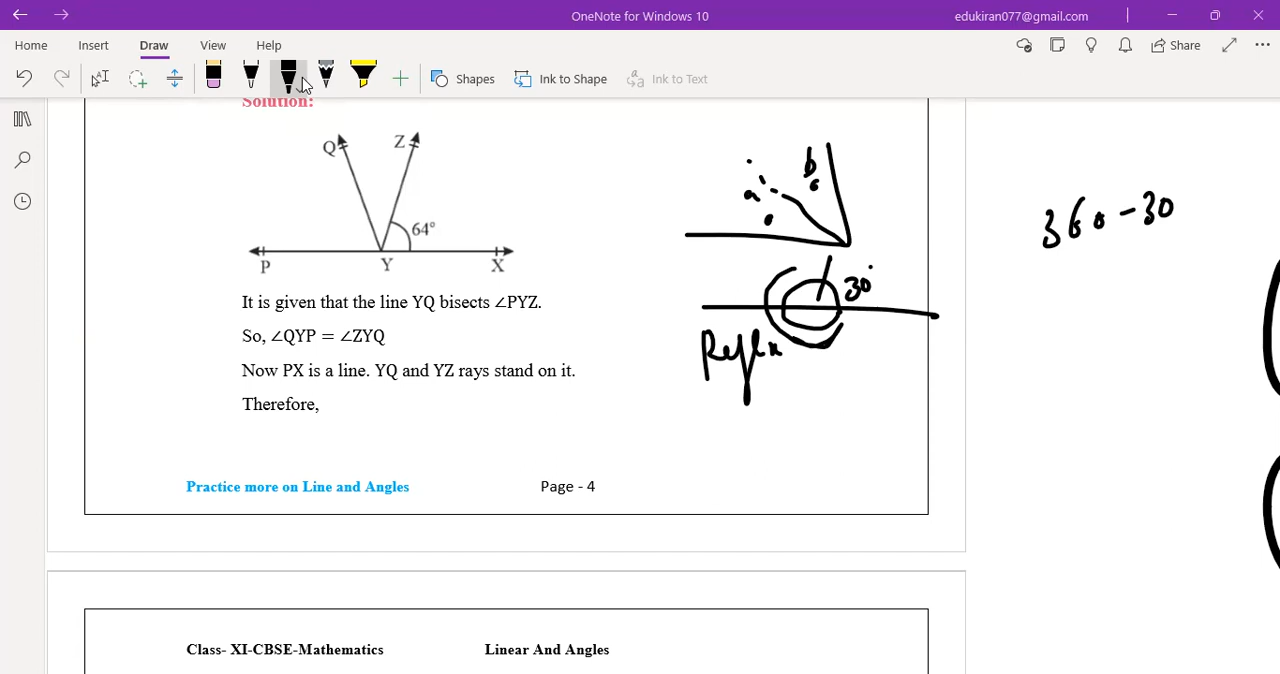 OneNote for Windows 10
edukiran077@gmail.com
Home Insert Draw View Help
Share
Shapes Ink to Shape Ink to Text
Solution:
Q Z
64°
P Y X
a b
30°
Reflex
360-30
It is given that the line YQ bisects ∠PYZ.
So, ∠QYP = ∠ZYQ
Now PX is a line. YQ and YZ rays stand on it.
Therefore,
Practice more on Line and Angles Page - 4
Class- XI-CBSE-Mathematics Linear And Angles